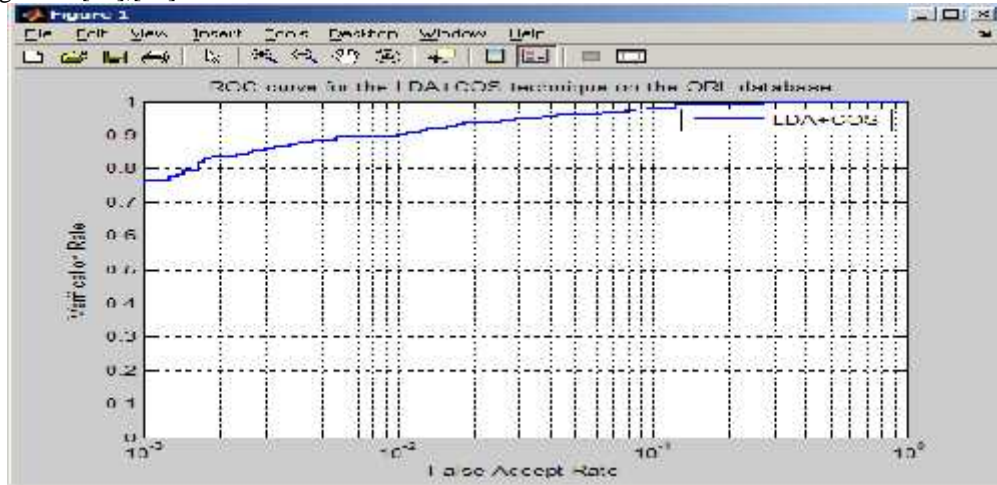 Figure 1
File Edit View Insert Tools Desktop Window Help
ROC curve for the LDA+COS technique on the ORL database
LDA+COS
1
0.9
0.8
0.7
0.6
0.5
0.4
0.3
0.2
0.1
0
Verification Rate
10⁻³ 10⁻² 10⁻¹ 10⁰
False Accept Rate